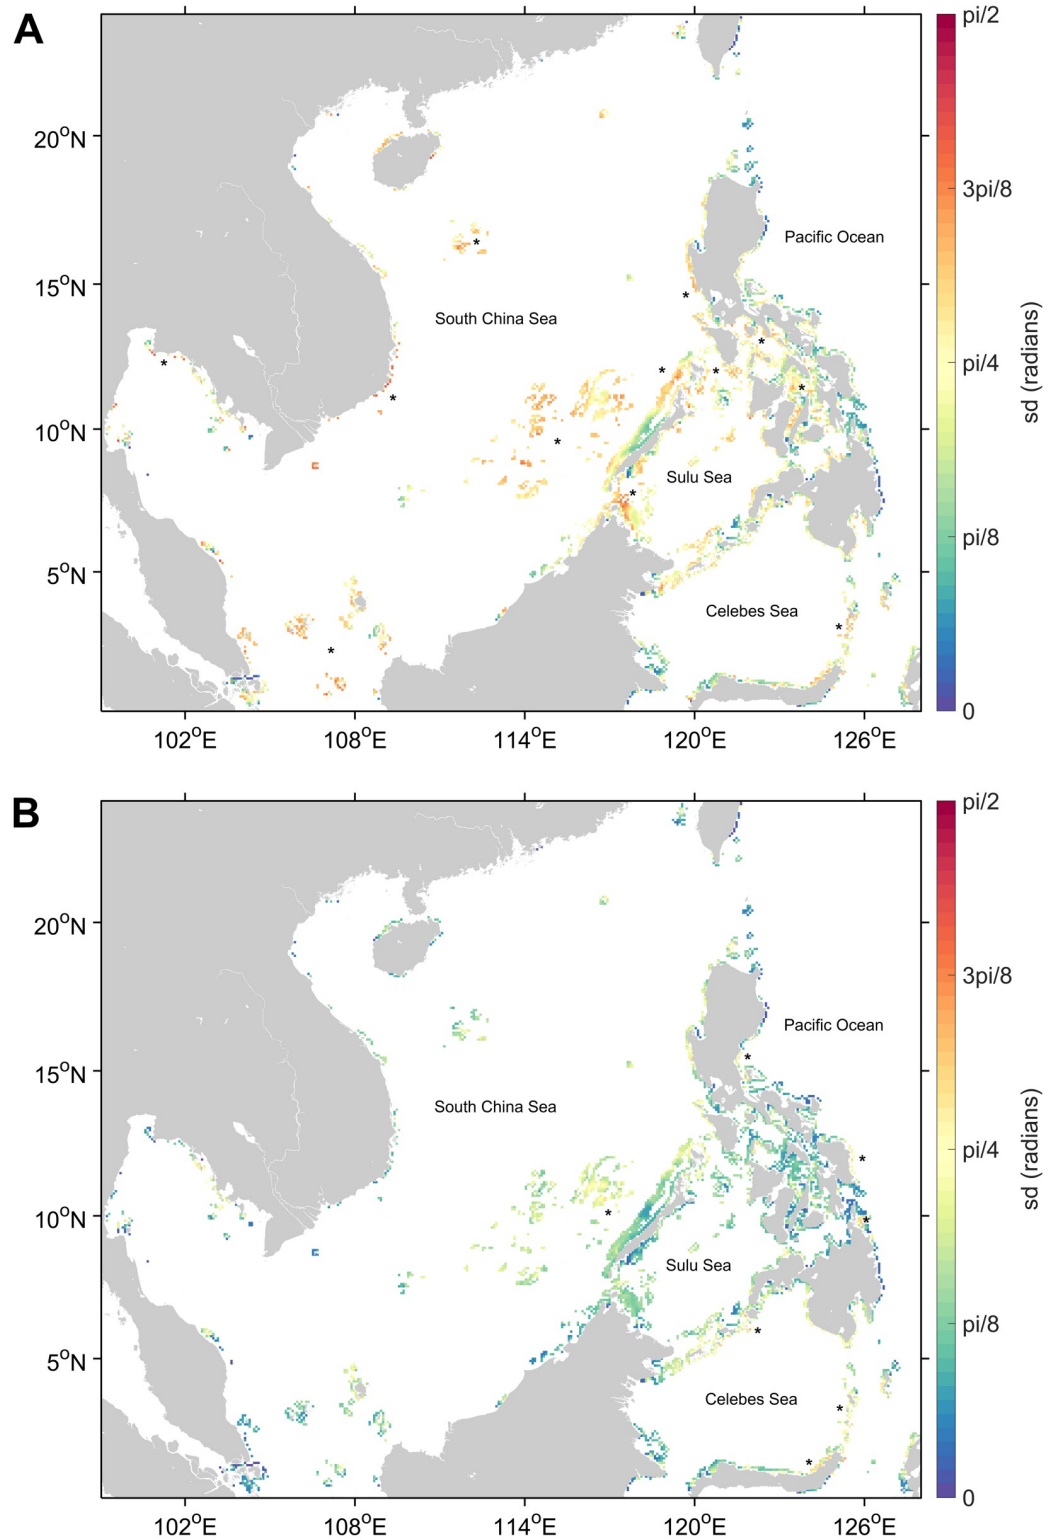 A
pi/2
20°N
3pi/8
Pacific Ocean
15°N
South China Sea
sd (radians)
pi/4
10°N
Sulu Sea
pi/8
5°N
Celebes Sea
0
102°E 108°E 114°E 120°E 126°E
B
pi/2
20°N
3pi/8
Pacific Ocean
15°N
South China Sea
sd (radians)
pi/4
10°N
Sulu Sea
pi/8
5°N
Celebes Sea
0
102°E 108°E 114°E 120°E 126°E